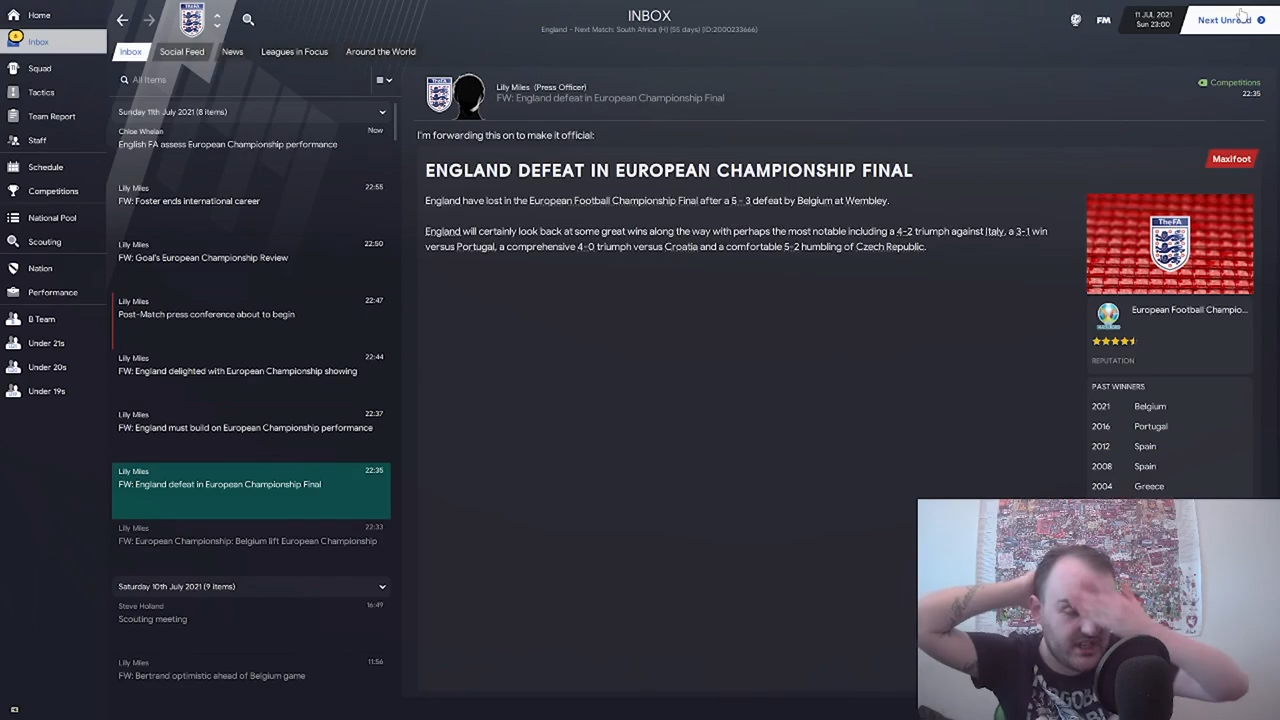 Home
Inbox
Squad
Tactics
Team Report
Staff
Schedule
Competitions
National Pool
Scouting
Nation
Performance
B Team
Under 21s
Under 20s
Under 19s
INBOX
England - Next Match: South Africa (H) (55 days) (ID:2000233666)
FM
11 JUL 2021
Sun 23:00
Next Unread
Inbox
Social Feed
News
Leagues in Focus
Around the World
All Items
Sunday 11th July 2021 (8 items)
Chloe Whelan
Now
English FA assess European Championship performance
Lilly Miles
22:55
FW: Foster ends international career
Lilly Miles
22:50
FW: Goal's European Championship Review
Lilly Miles
22:47
Post-Match press conference about to begin
Lilly Miles
22:44
FW: England delighted with European Championship showing
Lilly Miles
22:37
FW: England must build on European Championship performance
Lilly Miles
22:35
FW: England defeat in European Championship Final
Lilly Miles
22:33
FW: European Championship: Belgium lift European Championship
Saturday 10th July 2021 (9 items)
Steve Holland
16:49
Scouting meeting
Lilly Miles
11:56
FW: Bertrand optimistic ahead of Belgium game
Lilly Miles (Press Officer)
FW: England defeat in European Championship Final
Competitions
22:35
I'm forwarding this on to make it official:
Maxifoot
ENGLAND DEFEAT IN EUROPEAN CHAMPIONSHIP FINAL
England have lost in the European Football Championship Final after a 5 - 3 defeat by Belgium at Wembley.
England will certainly look back at some great wins along the way with perhaps the most notable including a 4-2 triumph against Italy, a 3-1 win
versus Portugal, a comprehensive 4-0 triumph versus Croatia and a comfortable 5-2 humbling of Czech Republic.
TheFA
European Football Champio...
REPUTATION
PAST WINNERS
2021 Belgium
2016 Portugal
2012 Spain
2008 Spain
2004 Greece